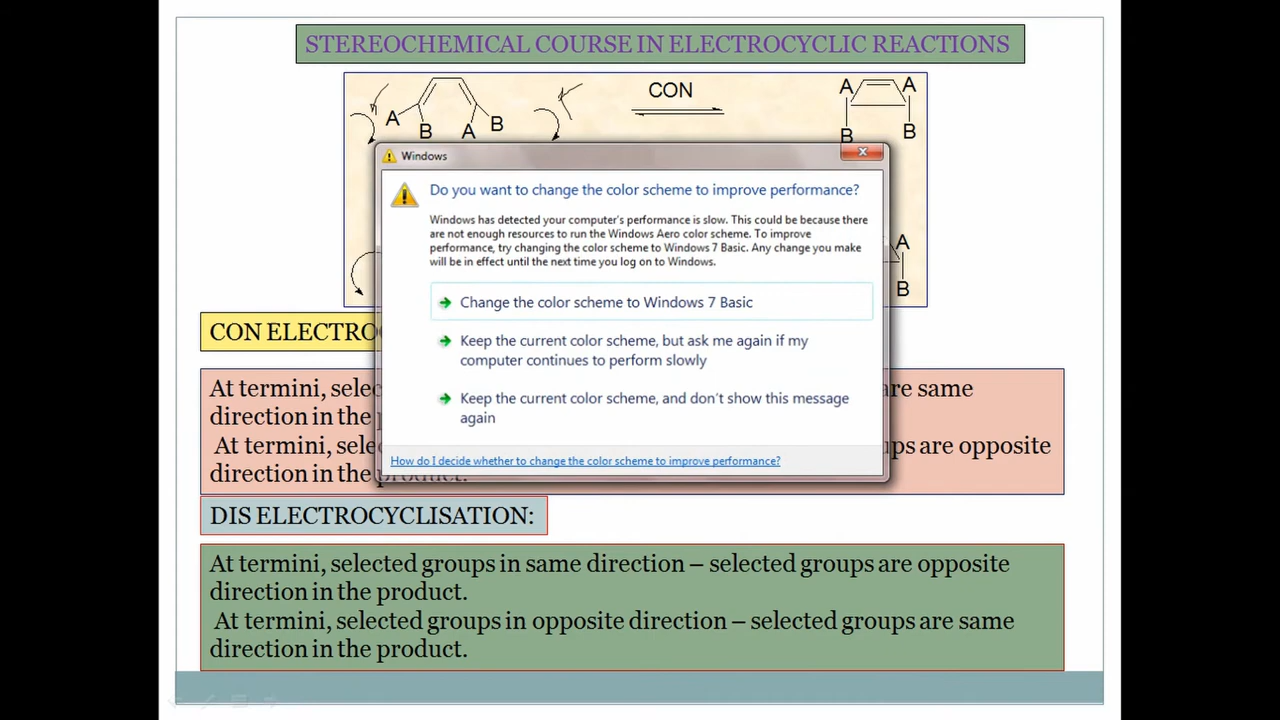 STEREOCHEMICAL COURSE IN ELECTROCYCLIC REACTIONS
CON
A B A B
A A
B B
Windows
Do you want to change the color scheme to improve performance?
Windows has detected your computer's performance is slow. This could be because there
are not enough resources to run the Windows Aero color scheme. To improve
performance, try changing the color scheme to Windows 7 Basic. Any change you make
will be in effect until the next time you log on to Windows.
Change the color scheme to Windows 7 Basic
Keep the current color scheme, but ask me again if my
computer continues to perform slowly
Keep the current color scheme, and don't show this message
again
How do I decide whether to change the color scheme to improve performance?
A
B
CON
At termini, are same
direction in the
At termini, are opposite
direction in the product.
DIS ELECTROCYCLISATION:
At termini, selected groups in same direction – selected groups are opposite
direction in the product.
At termini, selected groups in opposite direction – selected groups are same
direction in the product.